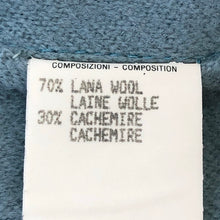 COMPOSIZIONI - COMPOSITION
70% LANA WOOL
LAINE WOLLE
30% CACHEMIRE
CACHEMIRE